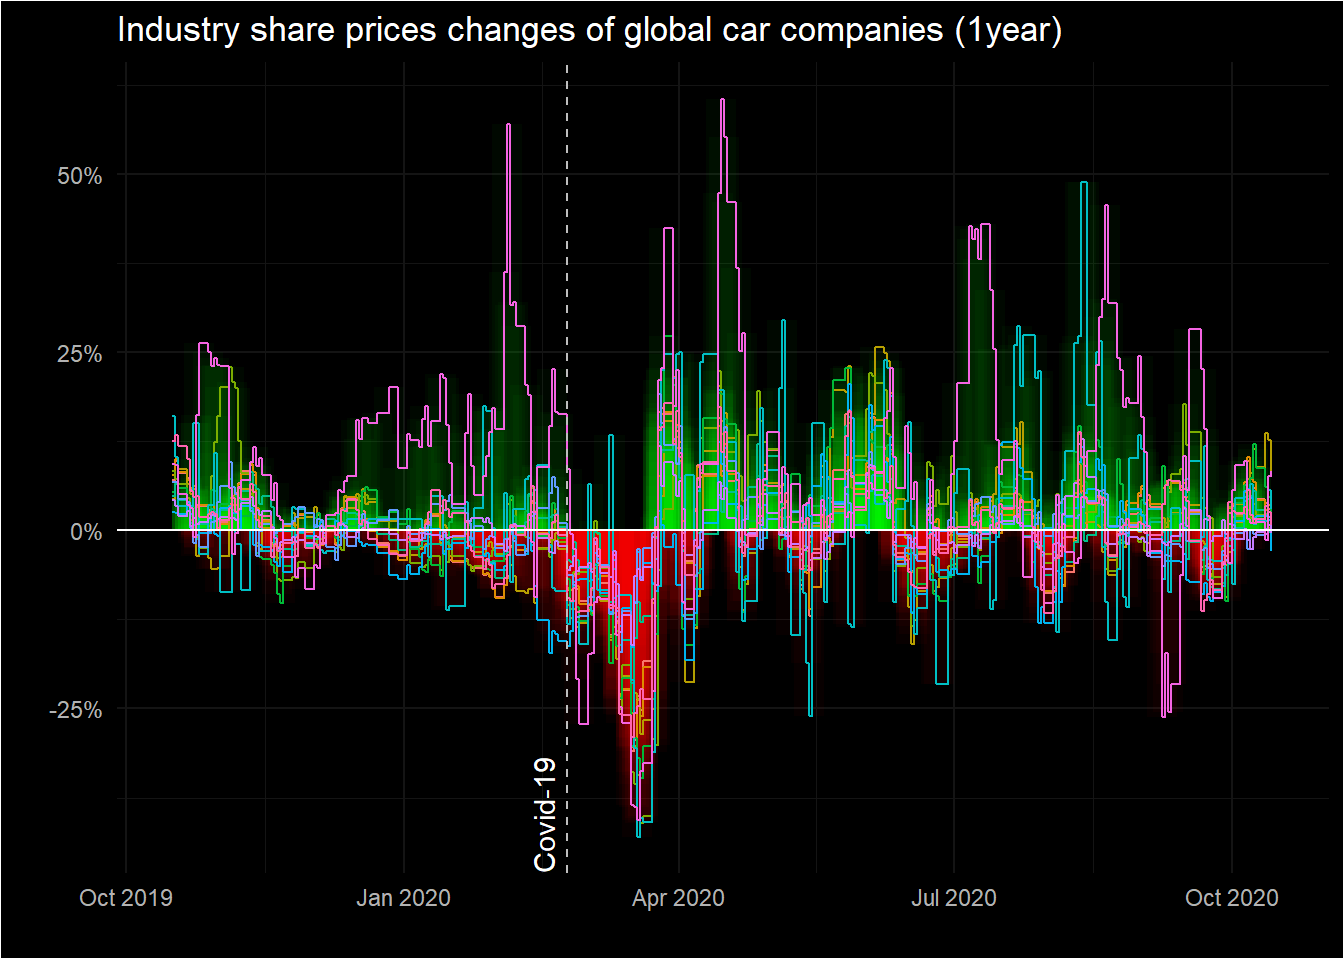 Industry share prices changes of global car companies (1year)
50%
25%
0%
-25%
Covid-19
Oct 2019
Jan 2020
Apr 2020
Jul 2020
Oct 2020